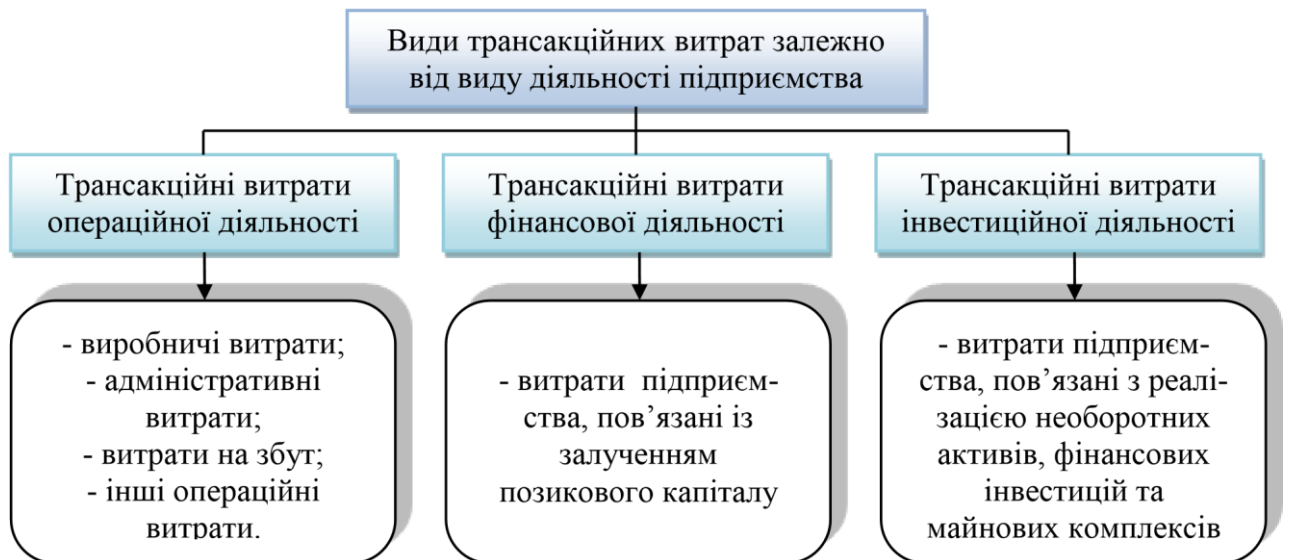 Види трансакційних витрат залежно
від виду діяльності підприємства
Трансакційні витрати
операційної діяльності
Трансакційні витрати
фінансової діяльності
Трансакційні витрати
інвестиційної діяльності
- виробничі витрати;
- адміністративні
витрати;
- витрати на збут;
- інші операційні
витрати.
- витрати підприєм-
ства, пов’язані із
залученням
позикового капіталу
- витрати підприєм-
ства, пов’язані з реалі-
зацією необоротних
активів, фінансових
інвестицій та
майнових комплексів